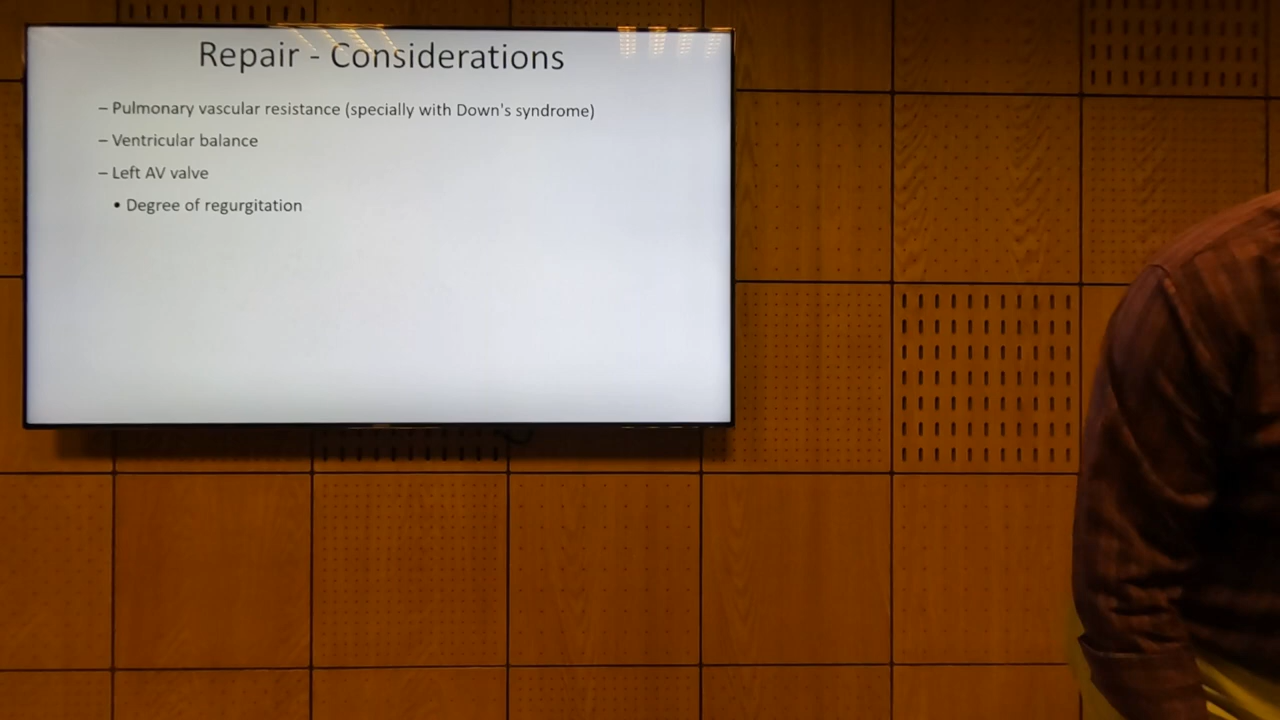 Repair - Considerations
– Pulmonary vascular resistance (specially with Down's syndrome)
– Ventricular balance
– Left AV valve
• Degree of regurgitation